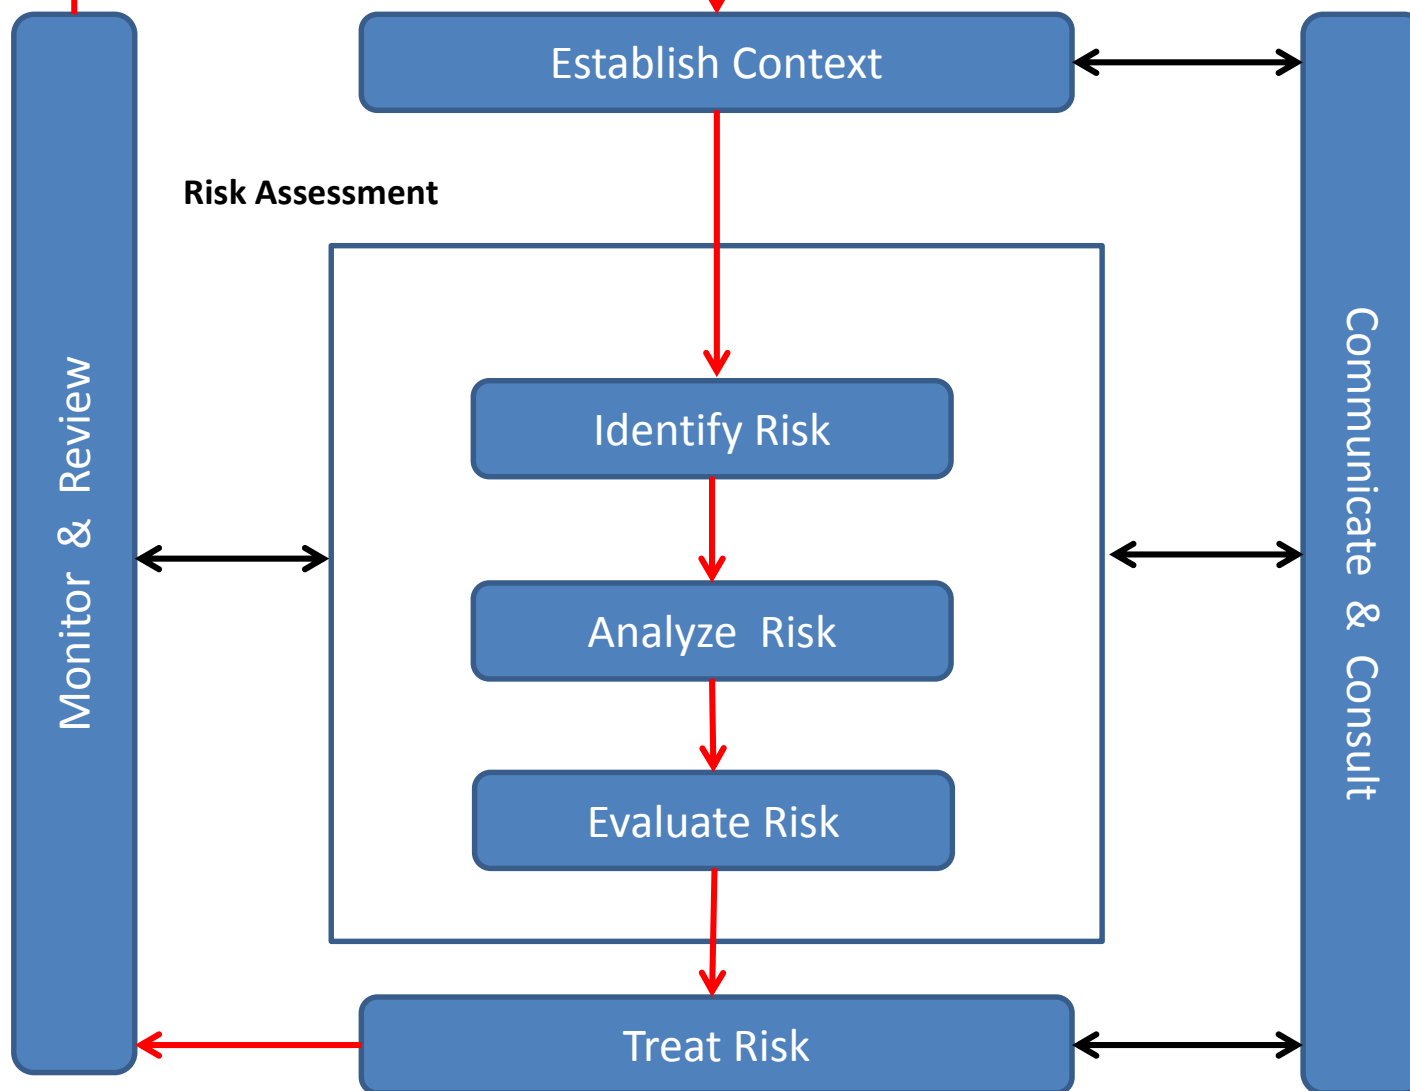 Establish Context
Risk Assessment
Monitor & Review
Identify Risk
Analyze Risk
Evaluate Risk
Treat Risk
Communicate & Consult